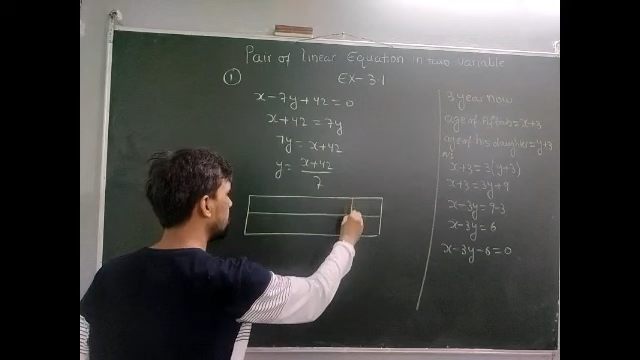 Pair of linear Equation in two variable
① EX-3.1
x-7y+42=0
x+42=7y
7y=x+42
y=x+42/7
3 year now
age of Aftab=x+3
age of his daughter=y+3
x+3=3(y+3)
x+3=3y+9
x-3y=9-3
x-3y=6
x-3y-6=0